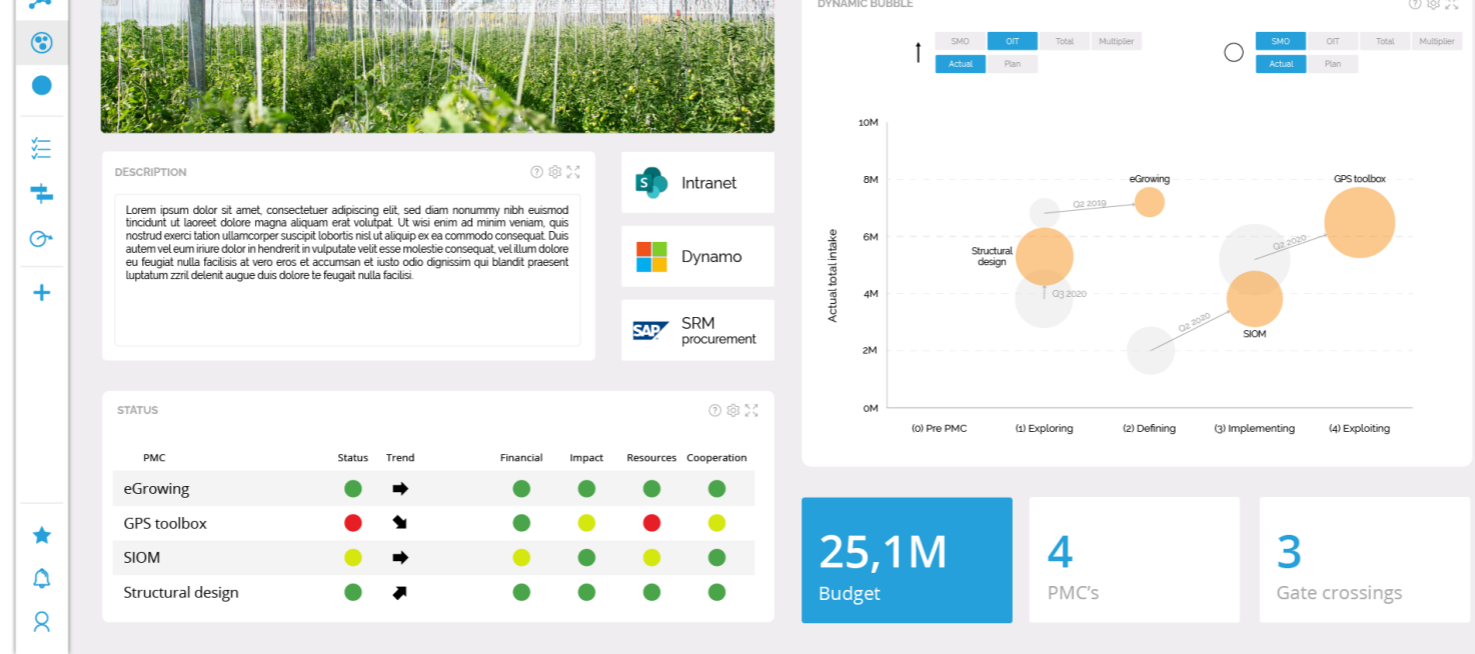 DYNAMIC BUBBLE
SMO OIT Total Multiplier
Actual Plan
SMO OIT Total Multiplier
Actual Plan
DESCRIPTION
Lorem ipsum dolor sit amet, consectetuer adipiscing elit, sed diam nonummy nibh euismod
tincidunt ut laoreet dolore magna aliquam erat volutpat. Ut wisi enim ad minim veniam, quis
nostrud exerci tation ullamcorper suscipit lobortis nisl ut aliquip ex ea commodo consequat. Duis
autem vel eum iriure dolor in hendrerit in vulputate velit esse molestie consequat, vel illum dolore
eu feugiat nulla facilisis at vero eros et accumsan et iusto odio dignissim qui blandit praesent
luptatum zzril delenit augue duis dolore te feugait nulla facilisi.
S
Intranet
Dynamo
SAP
SRM
procurement
Actual total intake
10M
8M
6M
4M
2M
0M
eGrowing
GPS toolbox
Q2 2019
Structural
design
Q2 2020
Q3 2020
Q2 2020
SIOM
(0) Pre PMC (1) Exploring (2) Defining (3) Implementing (4) Exploiting
STATUS
PMC Status Trend Financial Impact Resources Cooperation
eGrowing
GPS toolbox
SIOM
Structural design
25,1M
Budget
4
PMC's
3
Gate crossings